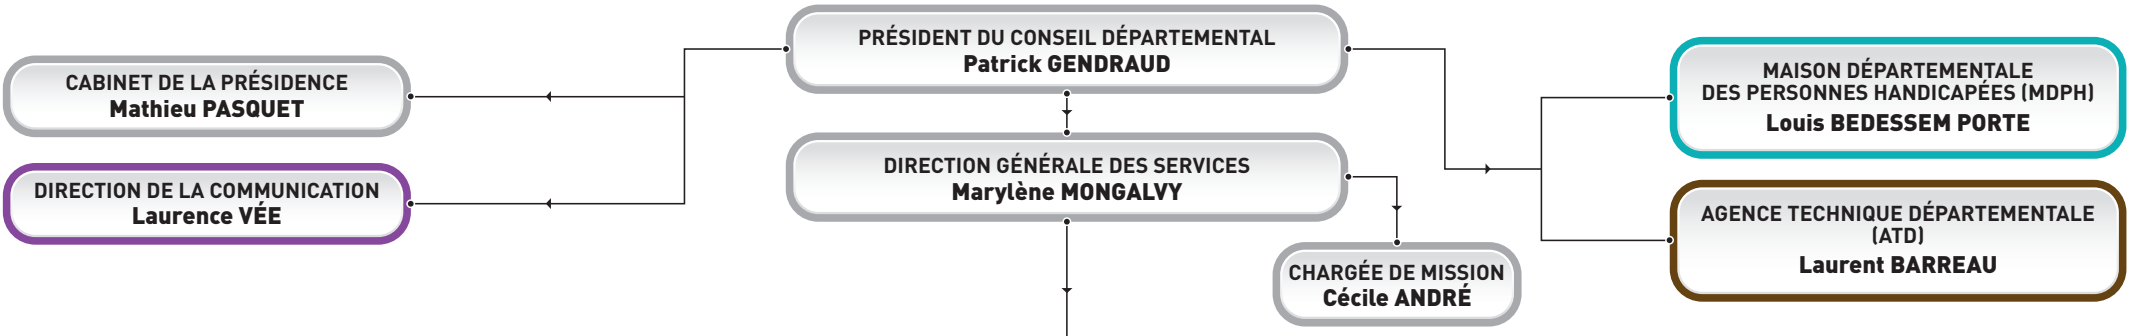 PRÉSIDENT DU CONSEIL DÉPARTEMENTAL
Patrick GENDRAUD
CABINET DE LA PRÉSIDENCE
Mathieu PASQUET
DIRECTION DE LA COMMUNICATION
Laurence VÉE
DIRECTION GÉNÉRALE DES SERVICES
Marylène MONGALVY
CHARGÉE DE MISSION
Cécile ANDRÉ
MAISON DÉPARTEMENTALE
DES PERSONNES HANDICAPÉES (MDPH)
Louis BEDESSEM PORTE
AGENCE TECHNIQUE DÉPARTEMENTALE
(ATD)
Laurent BARREAU